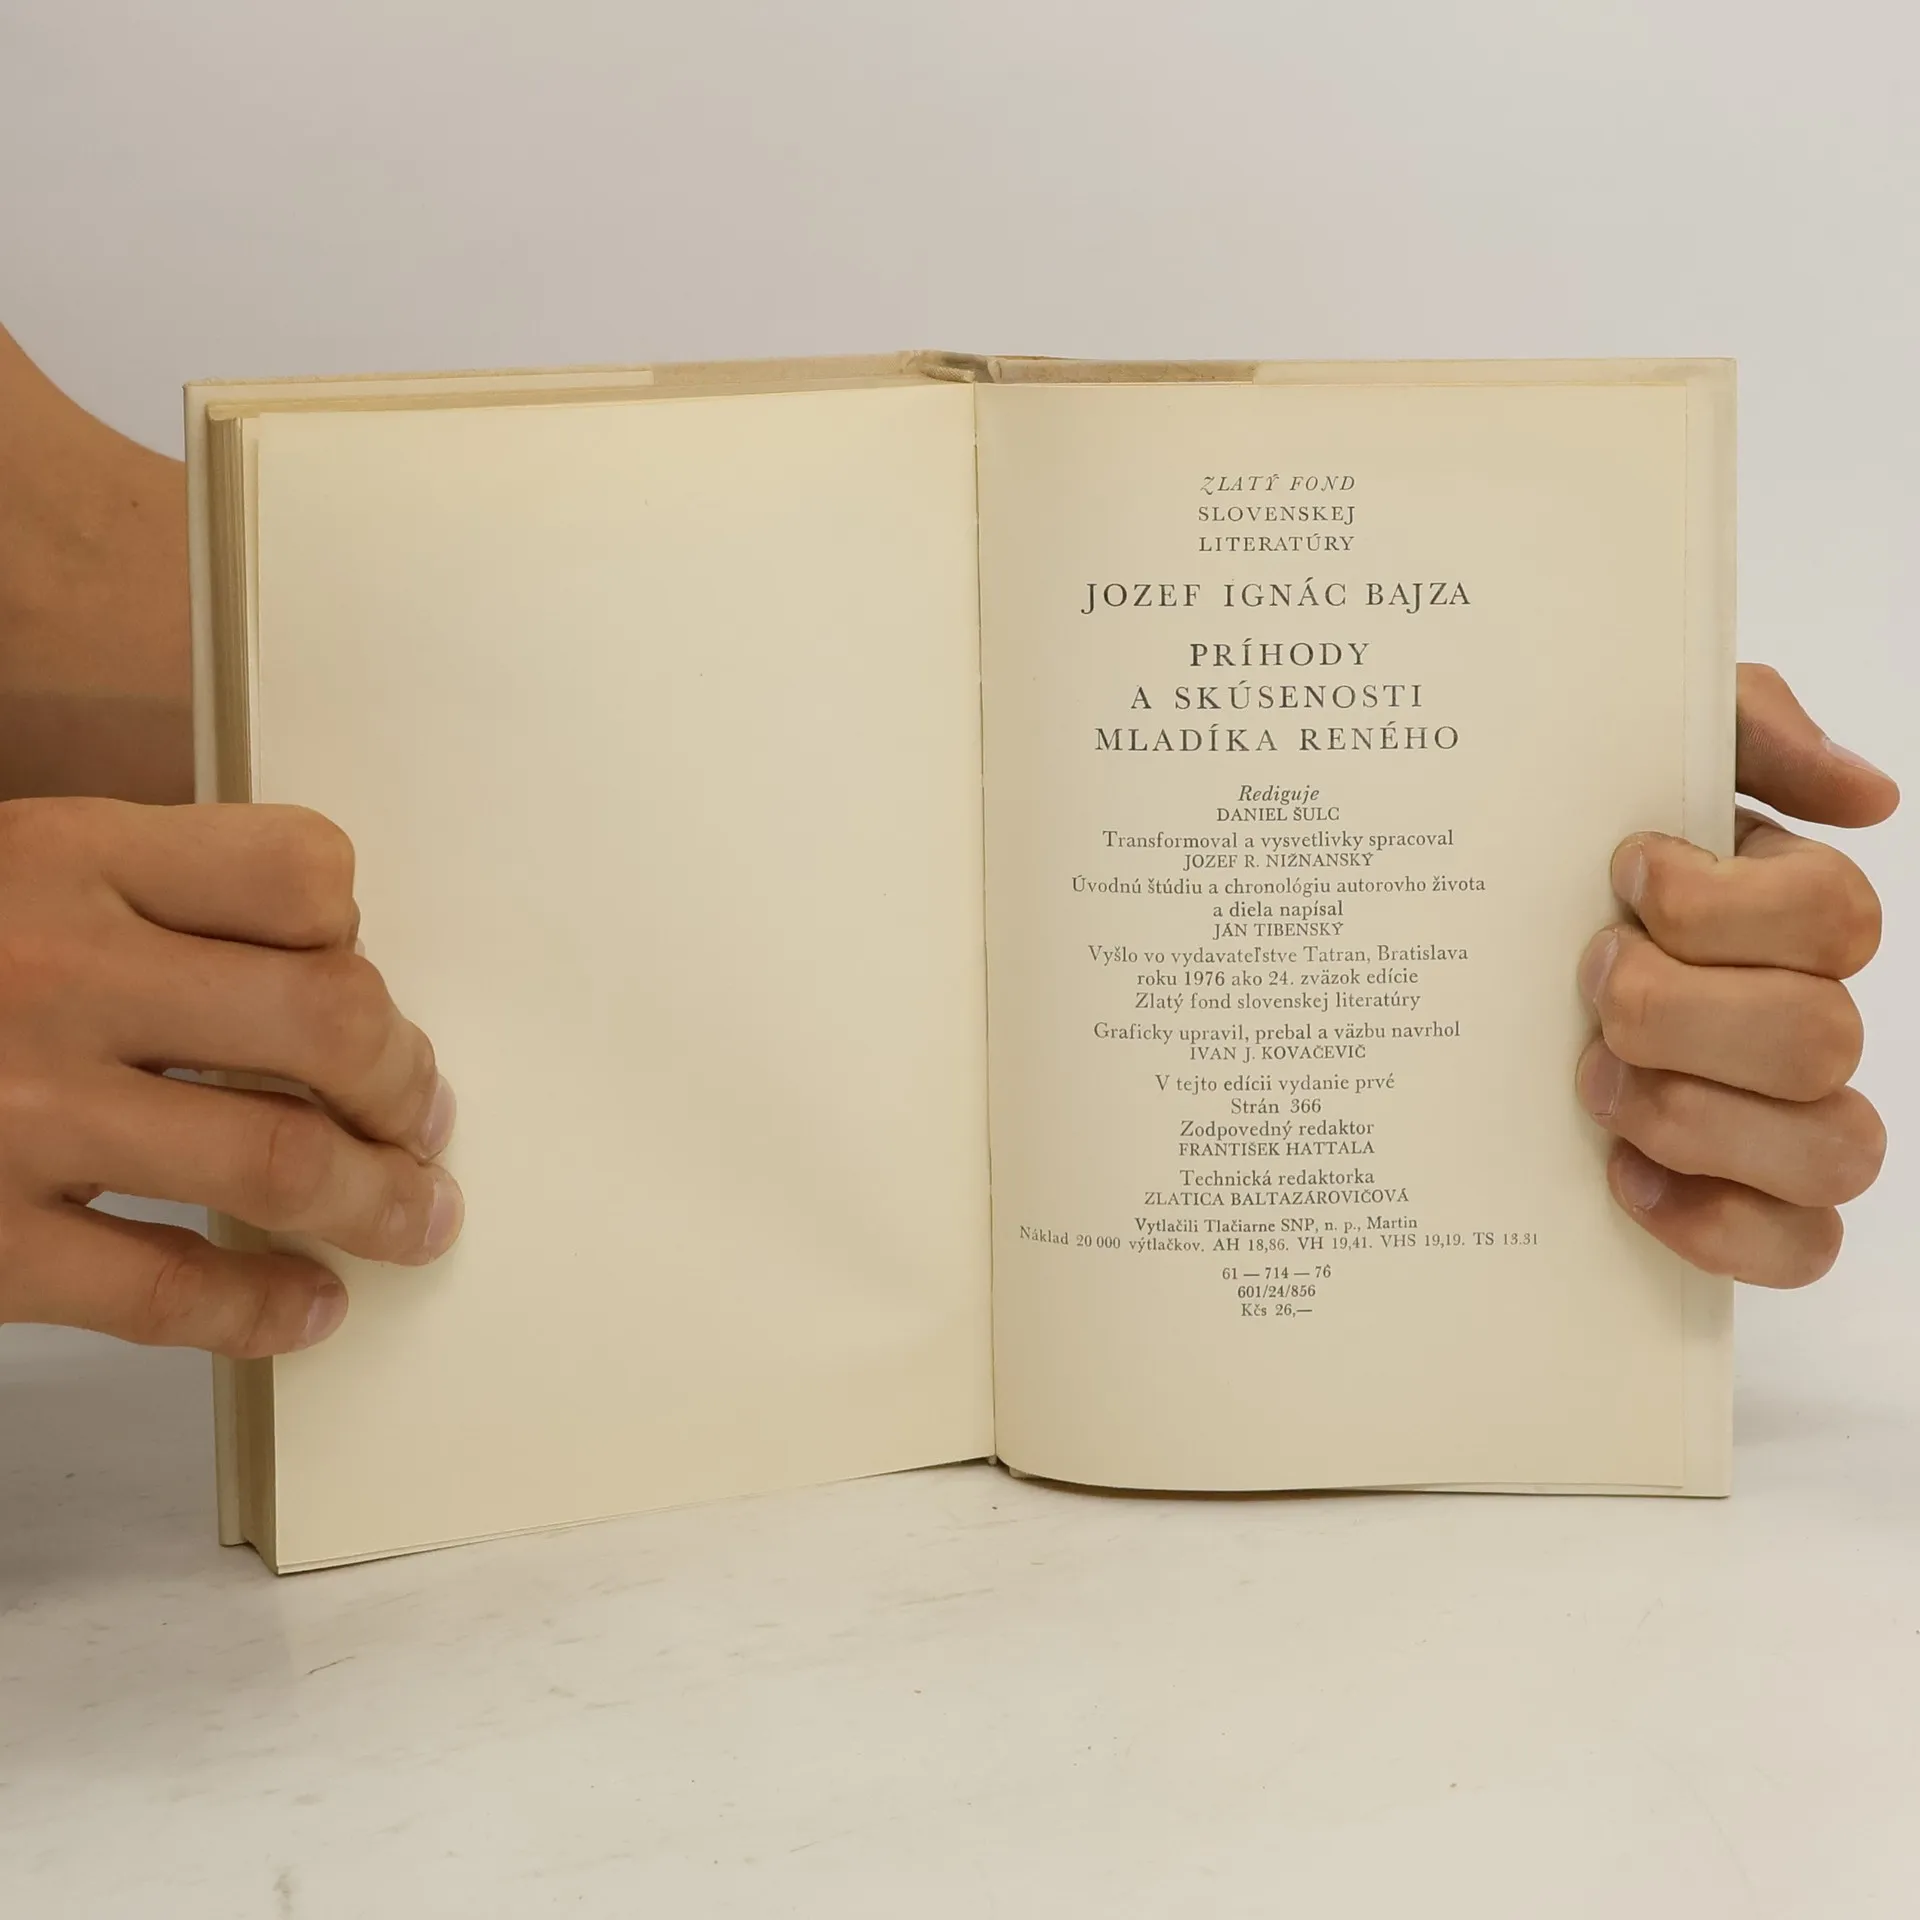 ZLATÝ FOND
SLOVENSKEJ
LITERATÚRY
JOZEF IGNÁC BAJZA
PRÍHODY
A SKÚSENOSTI
MLADÍKA RENÉHO
Rediguje
DANIEL ŠULC
Transformoval a vysvetlivky spracoval
JOZEF R. NIŽNANSKÝ
Úvodnú štúdiu a chronológiu autorovho života
a diela napísal
JÁN TIBENSKÝ
Vyšlo vo vydavateľstve Tatran, Bratislava
roku 1976 ako 24. zväzok edície
Zlatý fond slovenskej literatúry
Graficky upravil, prebal a väzbu navrhol
IVAN J. KOVAČEVIČ
V tejto edícii vydanie prvé
Strán 366
Zodpovedný redaktor
FRANTIŠEK HATTALA
Technická redaktorka
ZLATICA BALTAZÁROVIČOVÁ
Vytlačili Tlačiarne SNP, n. p., Martin
Náklad 20 000 výtlačkov. AH 18,86. VH 19,41. VHS 19,19. TS 13.31
61 — 714 — 76
601/24/856
Kčs 26,—